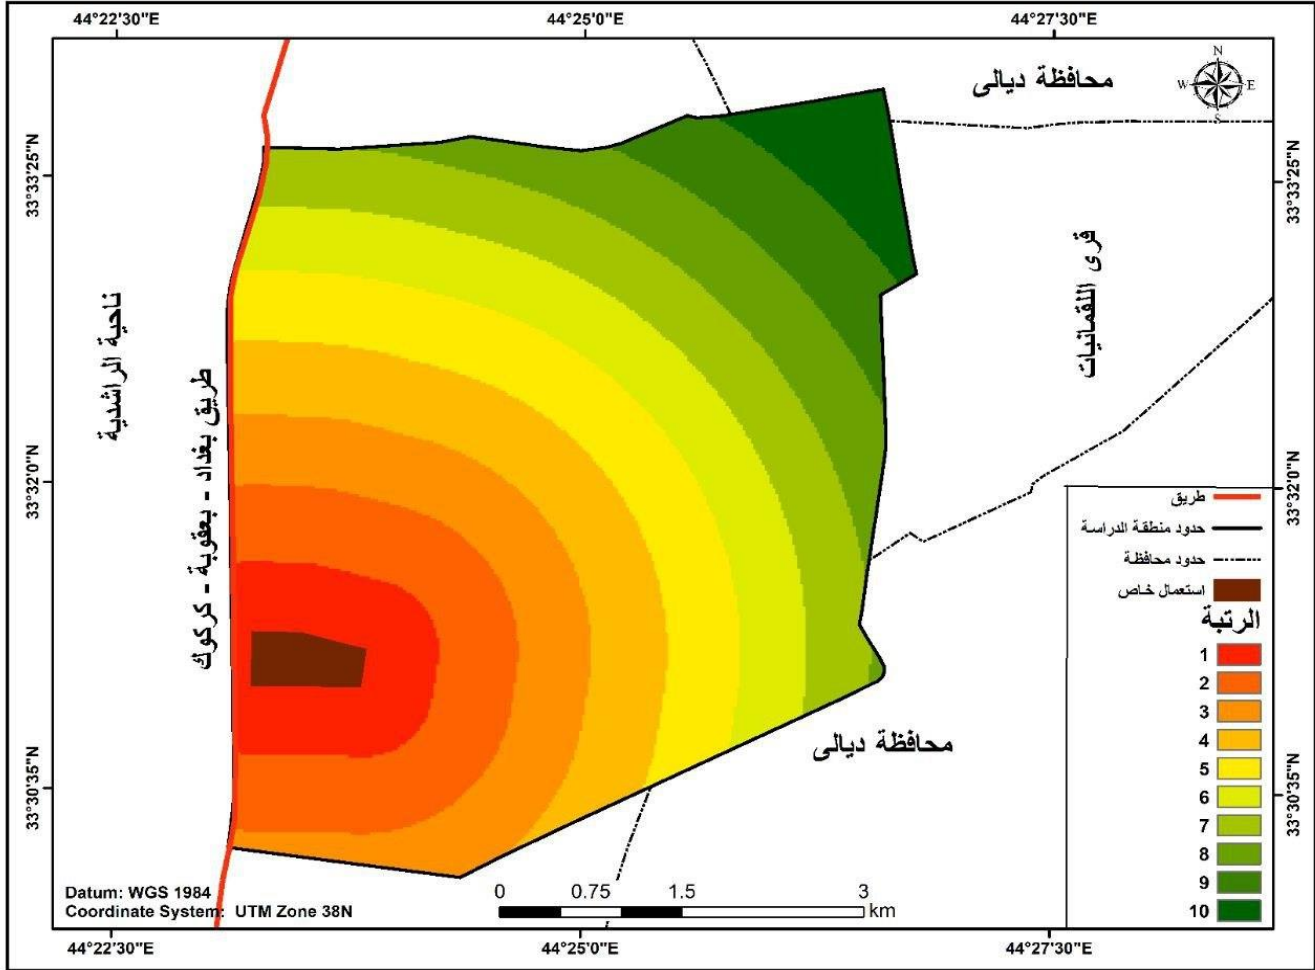 44°22'30"E
44°25'0"E
44°27'30"E
N
W
E
S
محافظة ديالى
33°33'25"N
33°33'25"N
قرى اللقمانيات
ناحية الراشدية
طريق بغداد - بعقوبة - كركوك
33°32'0"N
33°32'0"N
طريق
حدود منطقة الدراسة
حدود محافظة
استعمال خاص
الرتبة
1
2
3
4
5
6
7
8
9
10
محافظة ديالى
33°30'35"N
33°30'35"N
Datum: WGS 1984
Coordinate System: UTM Zone 38N
0 0.75 1.5 3
km
44°22'30"E
44°25'0"E
44°27'30"E